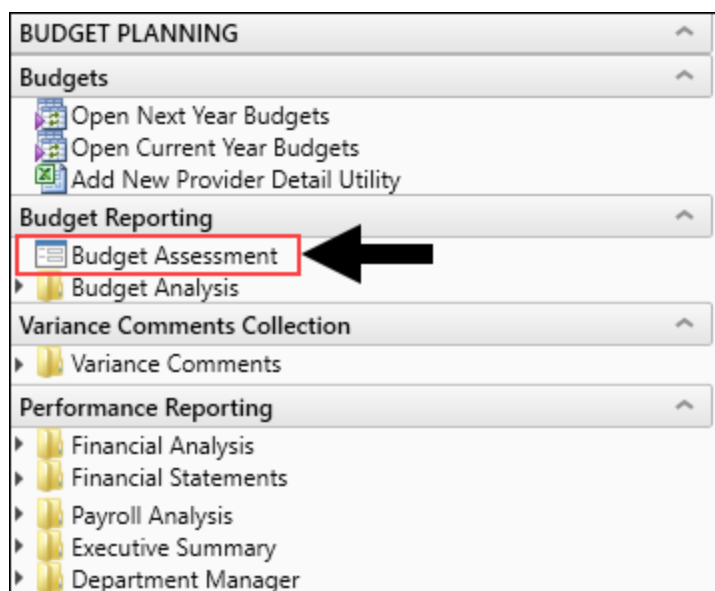 BUDGET PLANNING
Budgets
Open Next Year Budgets
Open Current Year Budgets
Add New Provider Detail Utility
Budget Reporting
Budget Assessment
Budget Analysis
Variance Comments Collection
Variance Comments
Performance Reporting
Financial Analysis
Financial Statements
Payroll Analysis
Executive Summary
Department Manager